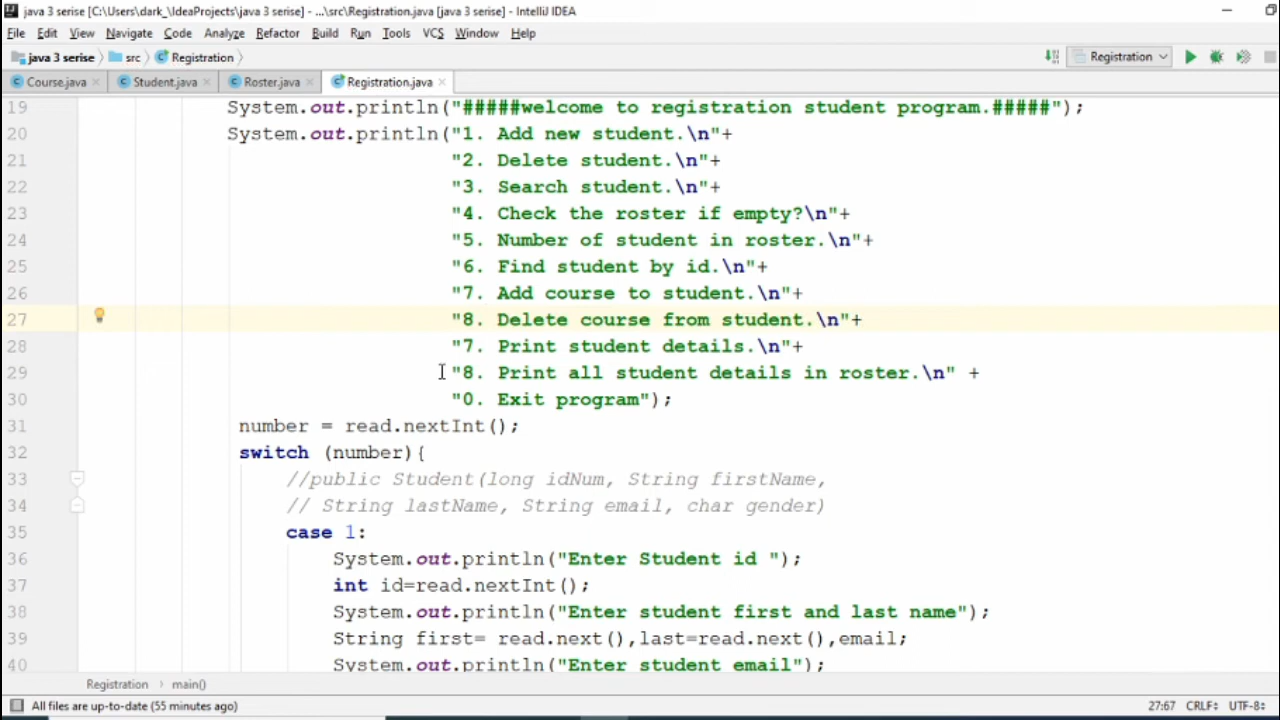 java 3 serise [C:\Users\dark_\IdeaProjects\java 3 serise] - ...\src\Registration.java [java 3 serise] - IntelliJ IDEA
File Edit View Navigate Code Analyze Refactor Build Run Tools VCS Window Help
java 3 serise src Registration Registration
Course.java Student.java Roster.java Registration.java
19 System.out.println("#####welcome to registration student program.#####");
20 System.out.println("1. Add new student.\n"+
21 "2. Delete student.\n"+
22 "3. Search student.\n"+
23 "4. Check the roster if empty?\n"+
24 "5. Number of student in roster.\n"+
25 "6. Find student by id.\n"+
26 "7. Add course to student.\n"+
27 "8. Delete course from student.\n"+
28 "7. Print student details.\n"+
29 "8. Print all student details in roster.\n" +
30 "0. Exit program");
31 number = read.nextInt();
32 switch (number){
33 //public Student(long idNum, String firstName,
34 // String lastName, String email, char gender)
35 case 1:
36 System.out.println("Enter Student id ");
37 int id=read.nextInt();
38 System.out.println("Enter student first and last name");
39 String first= read.next(),last=read.next(),email;
40 System.out.println("Enter student email");
Registration › main()
All files are up-to-date (55 minutes ago) 27:67 CRLF UTF-8